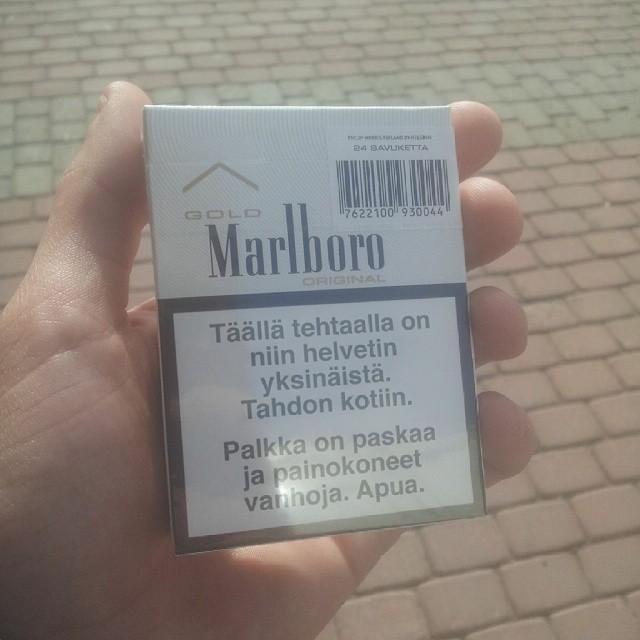 24 SAVUKETTA
7622100 930044
GOLD
Marlboro
ORIGINAL
Täällä tehtaalla on
niin helvetin
yksinäistä.
Tahdon kotiin.
Palkka on paskaa
ja painokoneet
vanhoja. Apua.